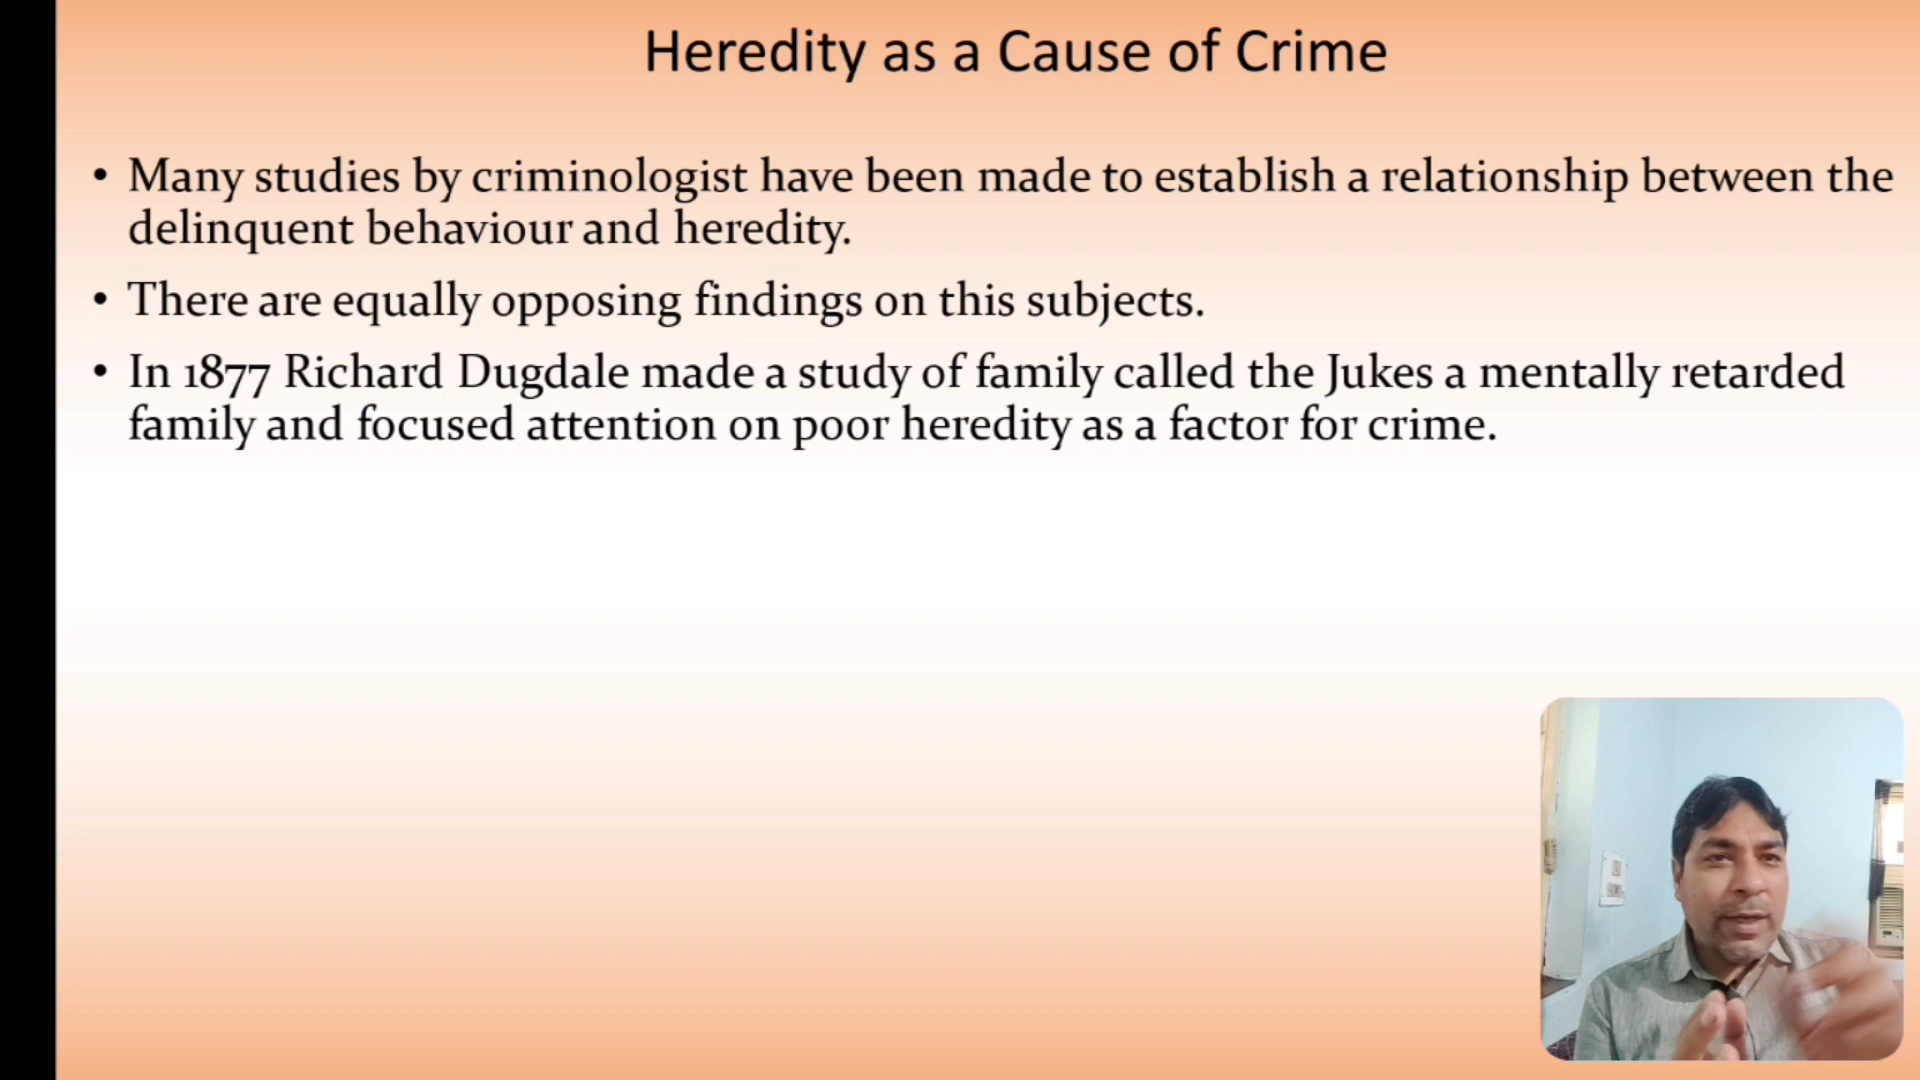 Heredity as a Cause of Crime
• Many studies by criminologist have been made to establish a relationship between the
delinquent behaviour and heredity.
• There are equally opposing findings on this subjects.
• In 1877 Richard Dugdale made a study of family called the Jukes a mentally retarded
family and focused attention on poor heredity as a factor for crime.